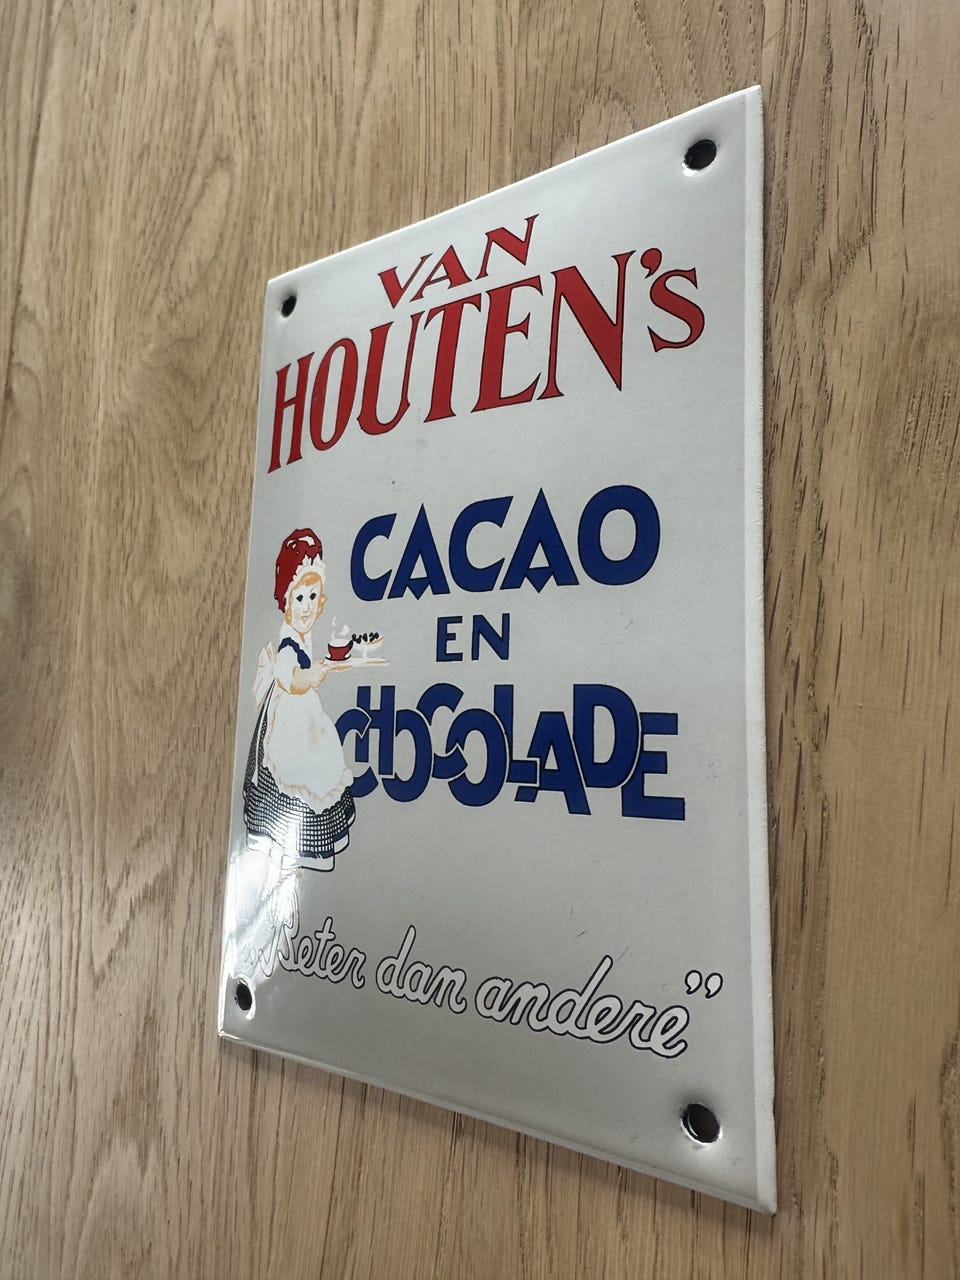 VAN
HOUTEN's
CACAO
EN
CHOCOLADE
„Beter dan andere”